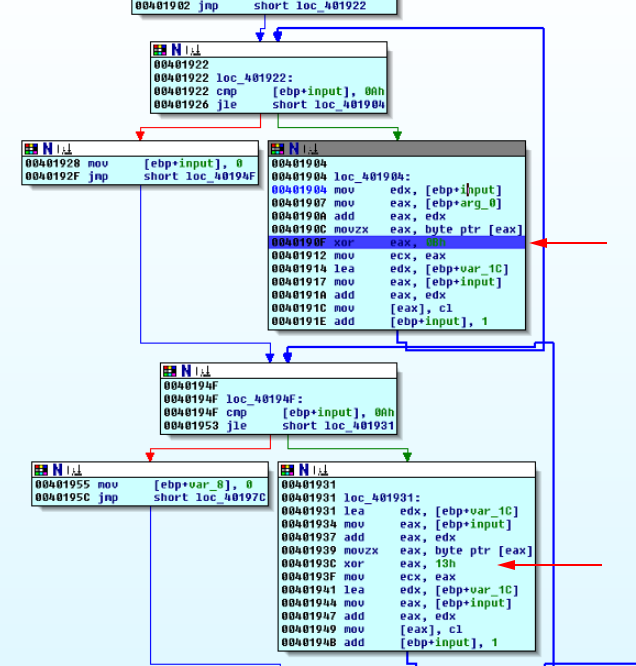 00401902 jmp short loc_401922
00401922
00401922 loc_401922:
00401922 cmp [ebp+input], 0Ah
00401926 jle short loc_401904
00401928 mov [ebp+input], 0
0040192F jmp short loc_40194F
00401904
00401904 loc_401904:
00401904 mov edx, [ebp+input]
00401907 mov eax, [ebp+arg_0]
0040190A add eax, edx
0040190C movzx eax, byte ptr [eax]
0040190F xor eax,
00401912 mov ecx, eax
00401914 lea edx, [ebp+var_1C]
00401917 mov eax, [ebp+input]
0040191A add eax, edx
0040191C mov [eax], cl
0040191E add [ebp+input], 1
0040194F
0040194F loc_40194F:
0040194F cmp [ebp+input], 0Ah
00401953 jle short loc_401931
00401955 mov [ebp+var_8], 0
0040195C jmp short loc_40197C
00401931
00401931 loc_401931:
00401931 lea edx, [ebp+var_1C]
00401934 mov eax, [ebp+input]
00401937 add eax, edx
00401939 movzx eax, byte ptr [eax]
0040193C xor eax, 13h
0040193F mov ecx, eax
00401941 lea edx, [ebp+var_1C]
00401944 mov eax, [ebp+input]
00401947 add eax, edx
00401949 mov [eax], cl
0040194B add [ebp+input], 1